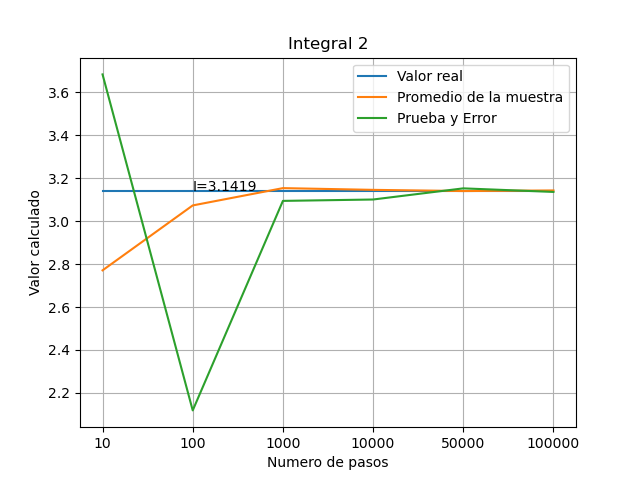 Integral 2
Valor real
Promedio de la muestra
Prueba y Error
3.6
3.4
3.2
3.0
2.8
2.6
2.4
2.2
I=3.1419
Valor calculado
10 100 1000 10000 50000 100000
Numero de pasos